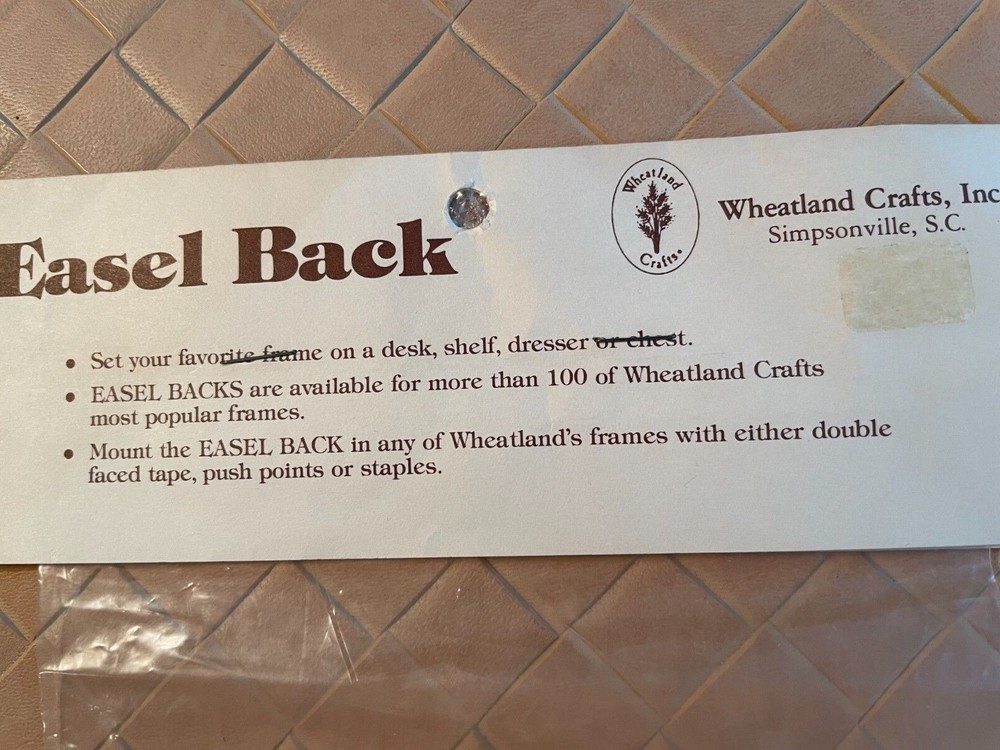 Easel Back
Wheatland
Crafts
Wheatland Crafts, Inc
Simpsonville, S.C.
• Set your favorite frame on a desk, shelf, dresser or chest.
• EASEL BACKS are available for more than 100 of Wheatland Crafts
most popular frames.
• Mount the EASEL BACK in any of Wheatland's frames with either double
faced tape, push points or staples.